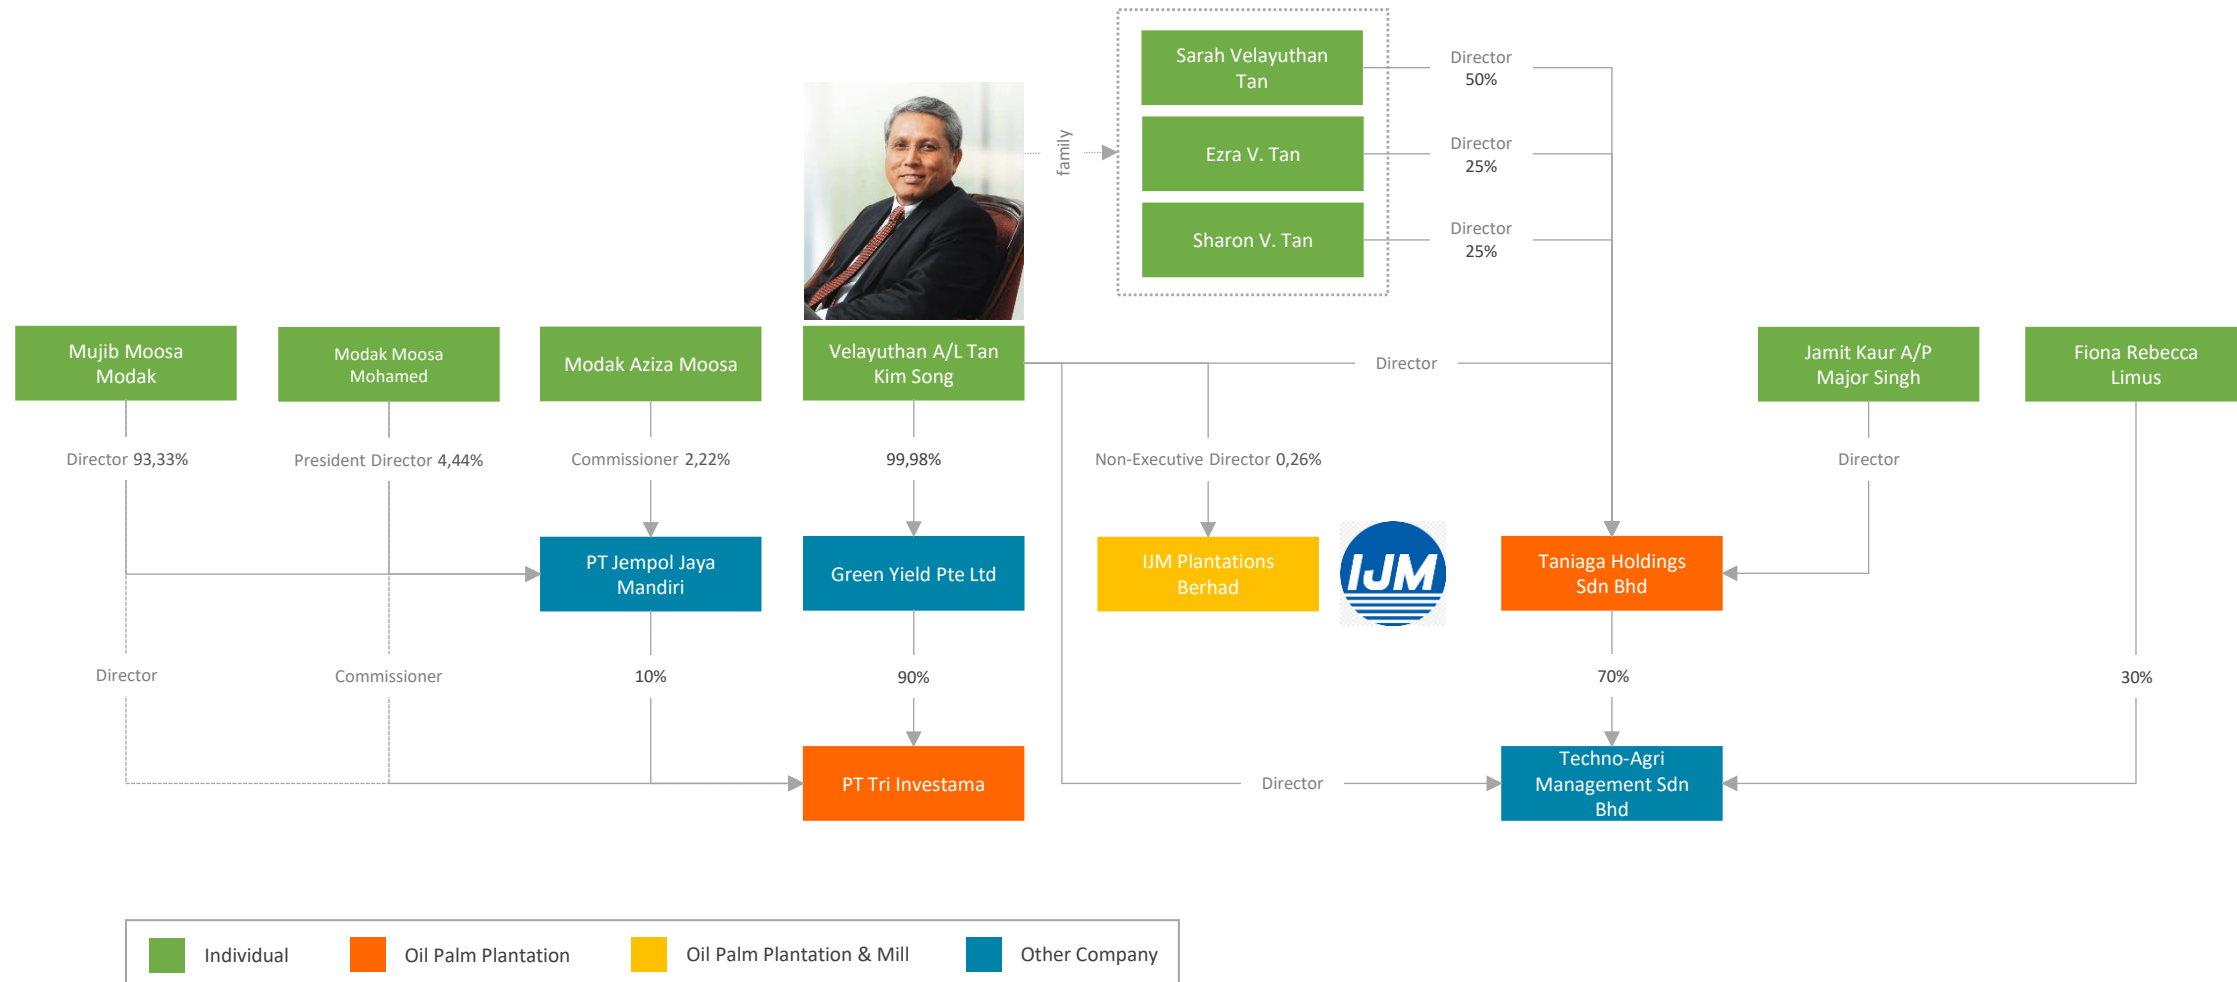 Sarah Velayuthan
Tan
Director
50%
family
Ezra V. Tan
Director
25%
Sharon V. Tan
Director
25%
Mujib Moosa
Modak
Modak Moosa
Mohamed
Modak Aziza Moosa
Velayuthan A/L Tan
Kim Song
Director
Jamit Kaur A/P
Major Singh
Fiona Rebecca
Limus
Director 93,33%
President Director 4,44%
Commissioner 2,22%
99,98%
Non-Executive Director 0,26%
Director
PT Jempol Jaya
Mandiri
Green Yield Pte Ltd
IJM Plantations
Berhad
IJM
Taniaga Holdings
Sdn Bhd
Director
Commissioner
10%
90%
70%
30%
PT Tri Investama
Director
Techno-Agri
Management Sdn
Bhd
Individual
Oil Palm Plantation
Oil Palm Plantation & Mill
Other Company